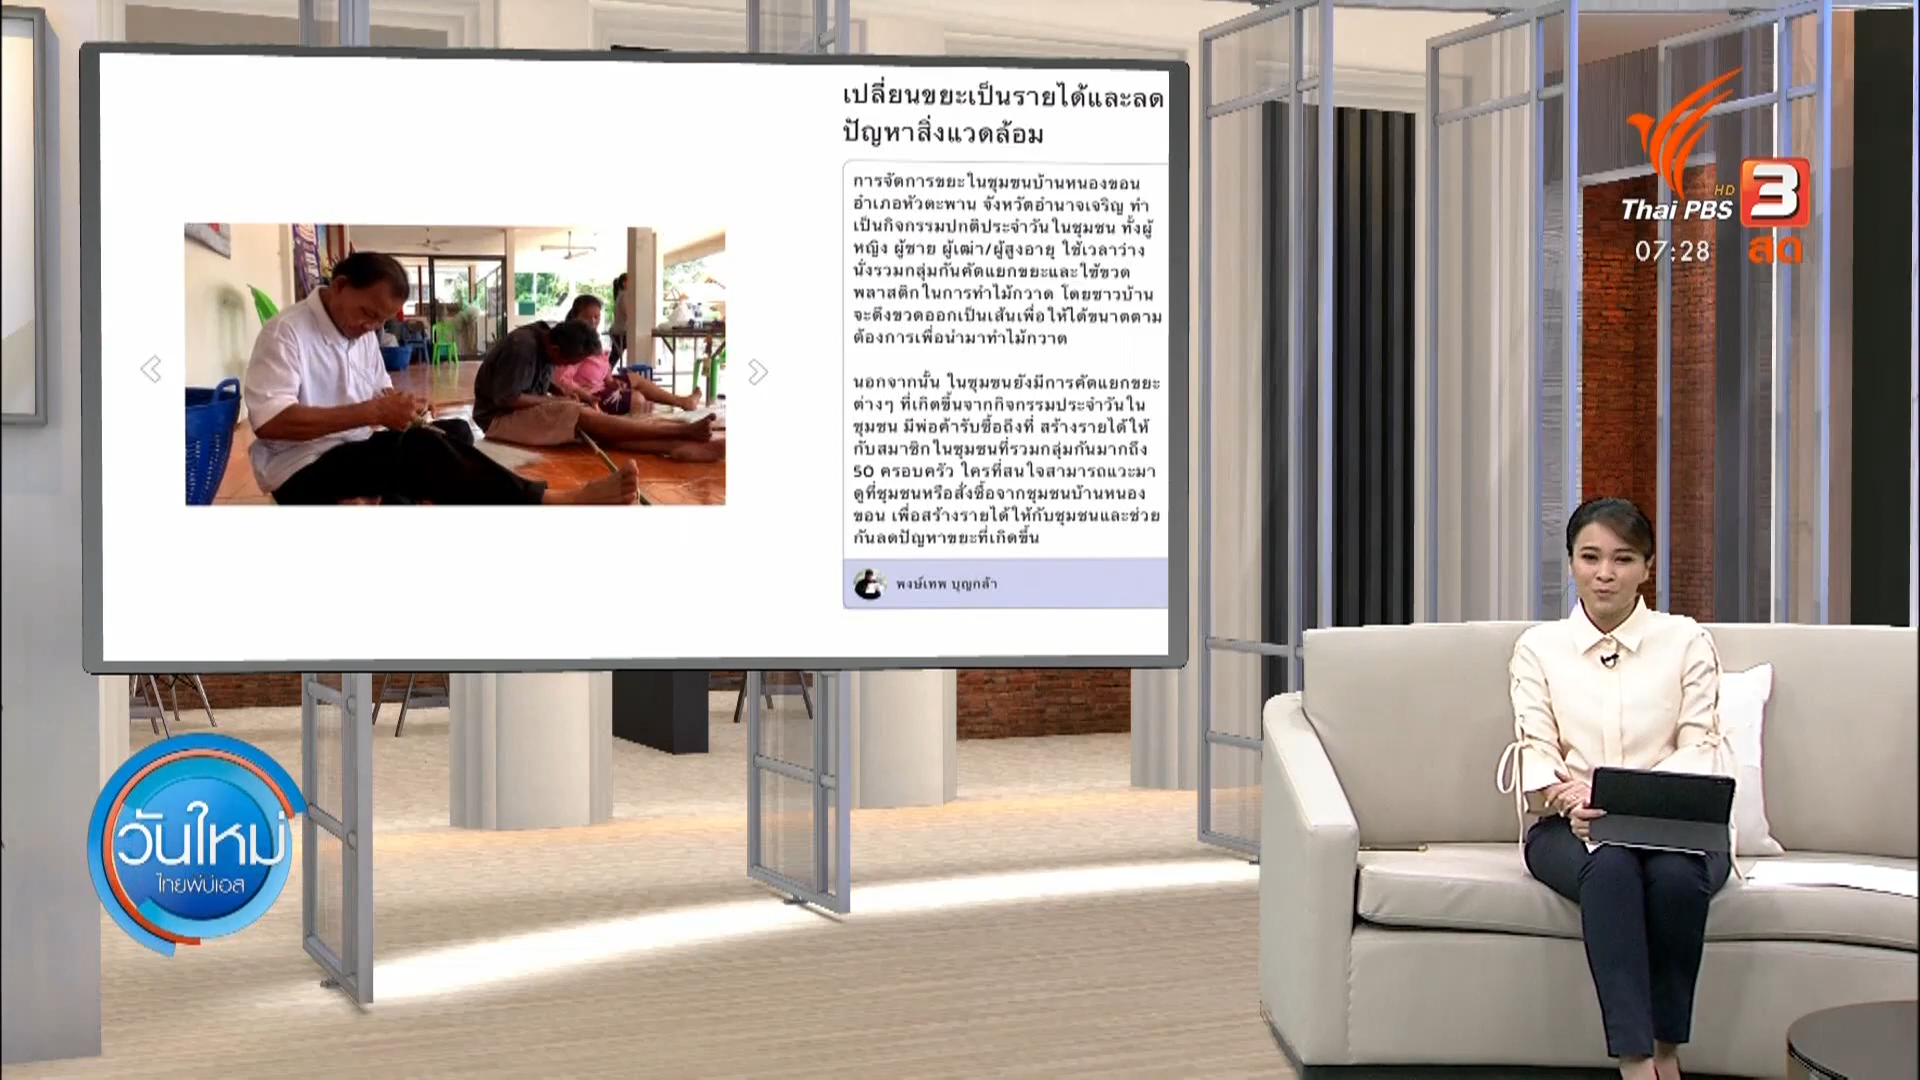 เปลี่ยนขยะเป็นรายได้และลด
ปัญหาสิ่งแวดล้อม
การจัดการขยะในชุมชนบ้านหนองขอน
อำเภอหัวตะพาน จังหวัดอำนาจเจริญ ทำ
เป็นกิจกรรมปกติประจำวันในชุมชน ทั้งผู้
หญิง ผู้ชาย ผู้เฒ่า/ผู้สูงอายุ ใช้เวลาว่าง
นั่งรวมกลุ่มกันคัดแยกขยะและใช้ขวด
พลาสติกในการทำไม้กวาด โดยชาวบ้าน
จะดึงขวดออกเป็นเส้นเพื่อให้ได้ขนาดตาม
ต้องการเพื่อนำมาทำไม้กวาด
นอกจากนั้น ในชุมชนยังมีการคัดแยกขยะ
ต่างๆ ที่เกิดขึ้นจากกิจกรรมประจำวันใน
ชุมชน มีพ่อค้ารับซื้อถึงที่ สร้างรายได้ให้
กับสมาชิกในชุมชนที่รวมกลุ่มกันมากถึง
50 ครอบครัว ใครที่สนใจสามารถแวะมา
ดูที่ชุมชนหรือสั่งซื้อจากชุมชนบ้านหนอง
ขอน เพื่อสร้างรายได้ให้กับชุมชนและช่วย
กันลดปัญหาขยะที่เกิดขึ้น
พงษ์เทพ บุญกล้า
HD
Thai PBS 3
07:28 สด
วันใหม่
ไทยพีบีเอส